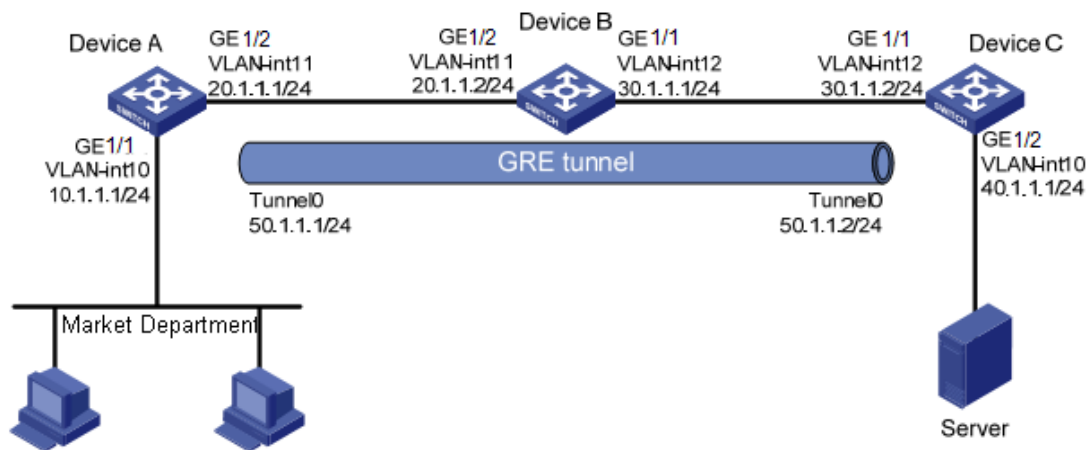 Device A
GE1/2
VLAN-int11
20.1.1.1/24
GE1/2
VLAN-int11
20.1.1.2/24
Device B
GE1/1
VLAN-int12
30.1.1.1/24
GE1/1
VLAN-int12
30.1.1.2/24
Device C
SWITCH
SWITCH
SWITCH
GE1/1
VLAN-int10
10.1.1.1/24
GRE tunnel
Tunnel0
50.1.1.1/24
Tunnel0
50.1.1.2/24
GE1/2
VLAN-int10
40.1.1.1/24
Market Department
Server